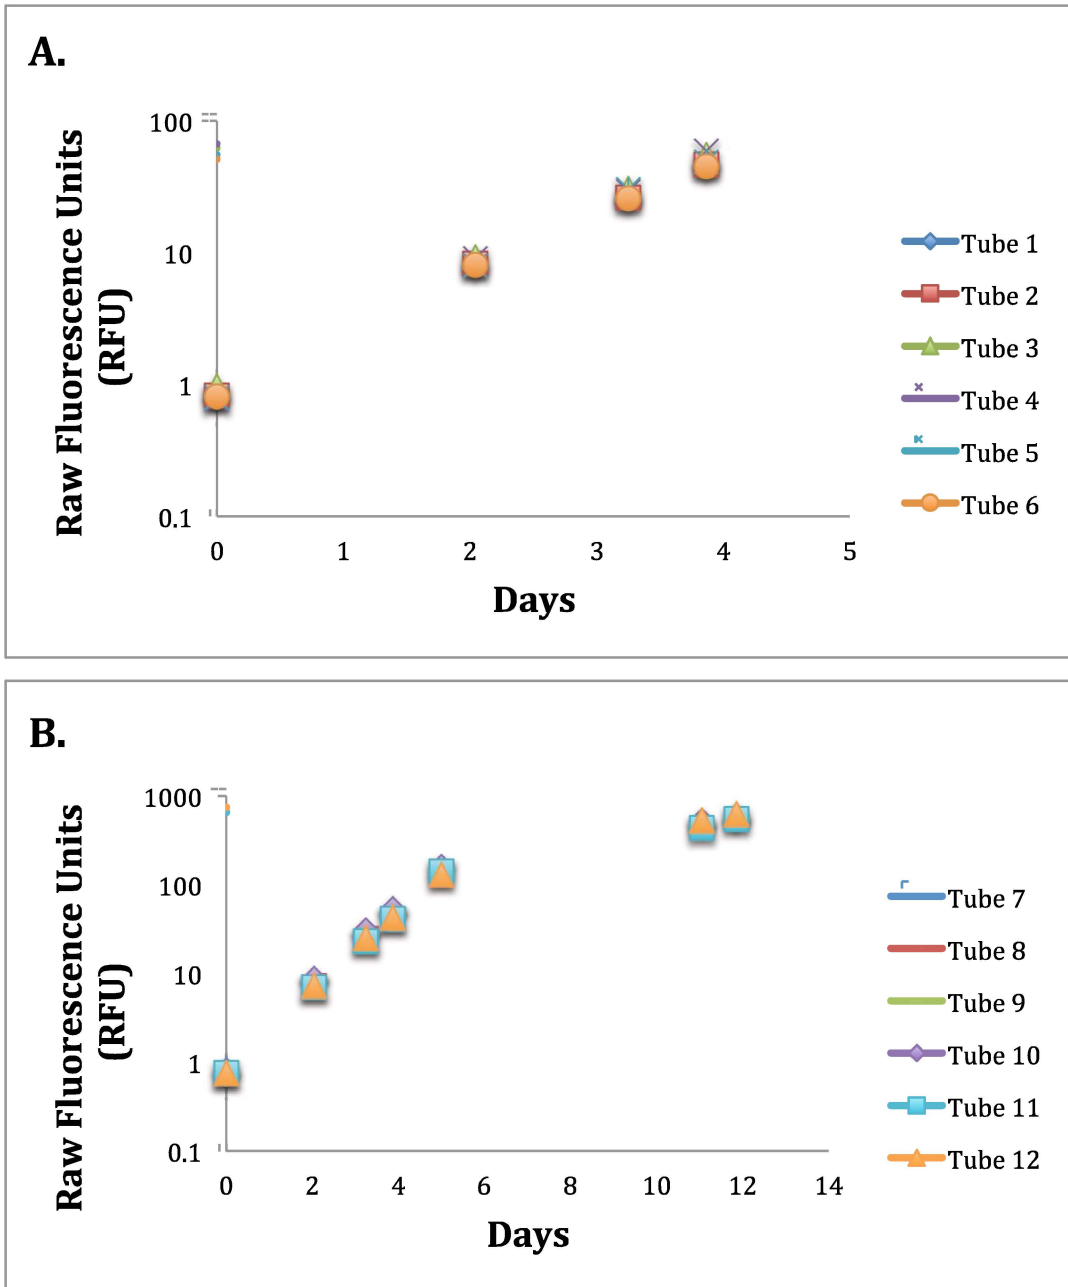 A.
Raw Fluorescence Units
(RFU)
100
10
1
0.1
0 1 2 3 4 5
Days
Tube 1
Tube 2
Tube 3
Tube 4
Tube 5
Tube 6
B.
Raw Fluorescence Units
(RFU)
1000
100
10
1
0.1
0 2 4 6 8 10 12 14
Days
Tube 7
Tube 8
Tube 9
Tube 10
Tube 11
Tube 12